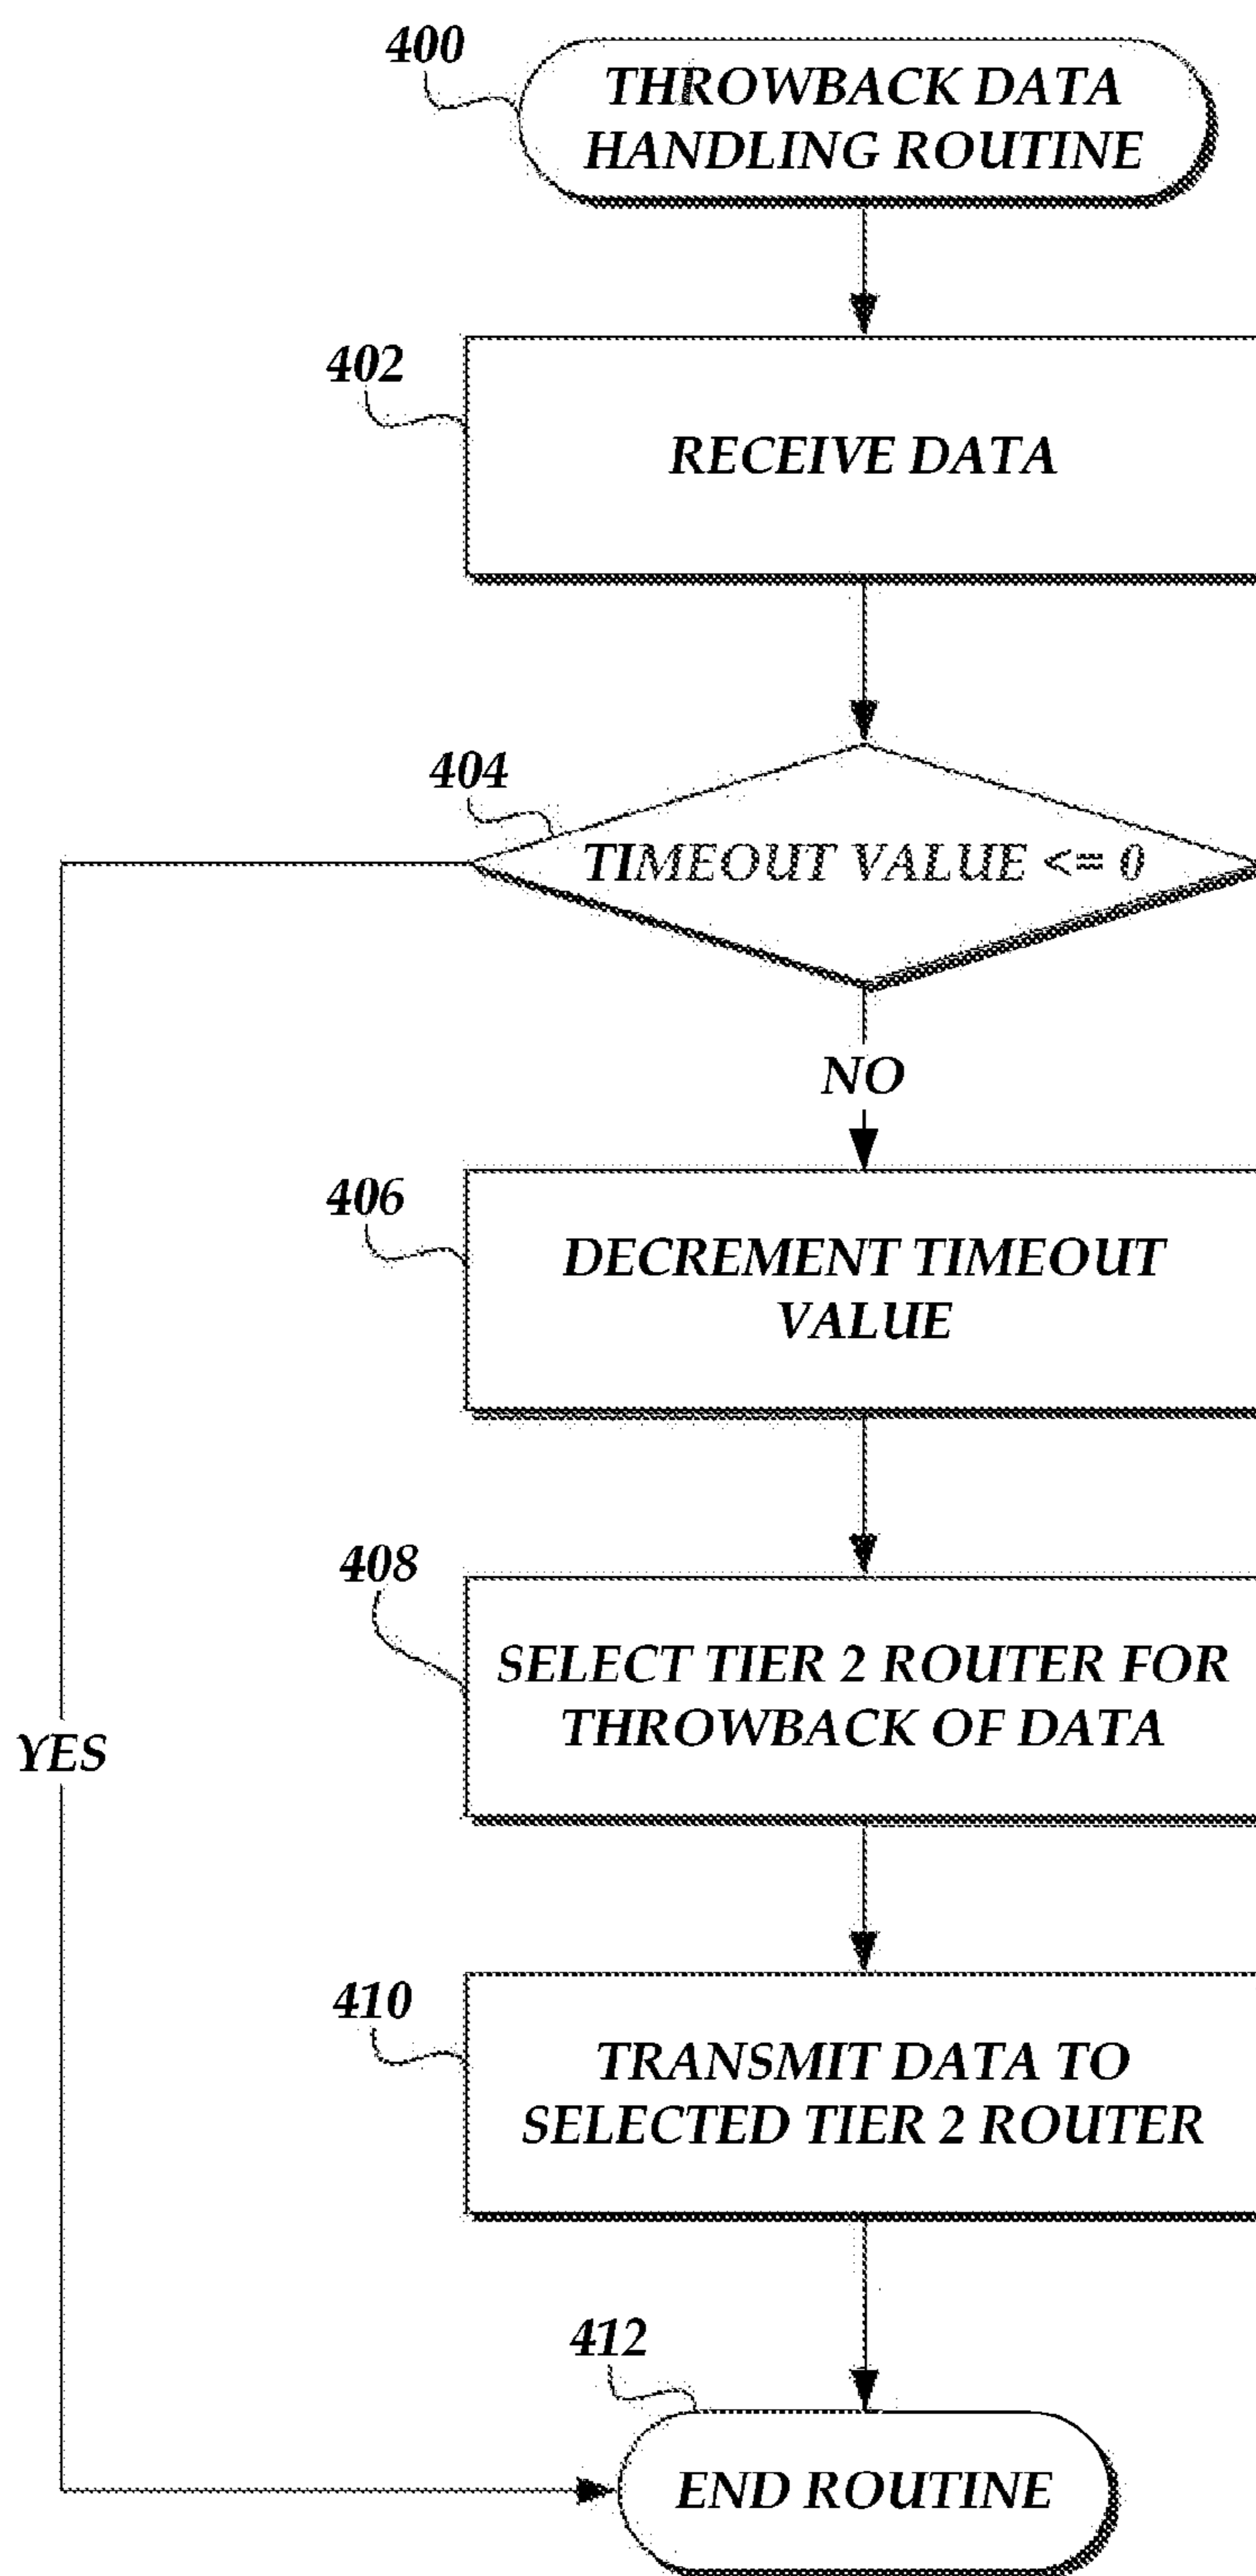 400
THROWBACK DATA
HANDLING ROUTINE
402
RECEIVE DATA
404
TIMEOUT VALUE <= 0
NO
406
DECREMENT TIMEOUT
VALUE
408
SELECT TIER 2 ROUTER FOR
THROWBACK OF DATA
YES
410
TRANSMIT DATA TO
SELECTED TIER 2 ROUTER
412
END ROUTINE